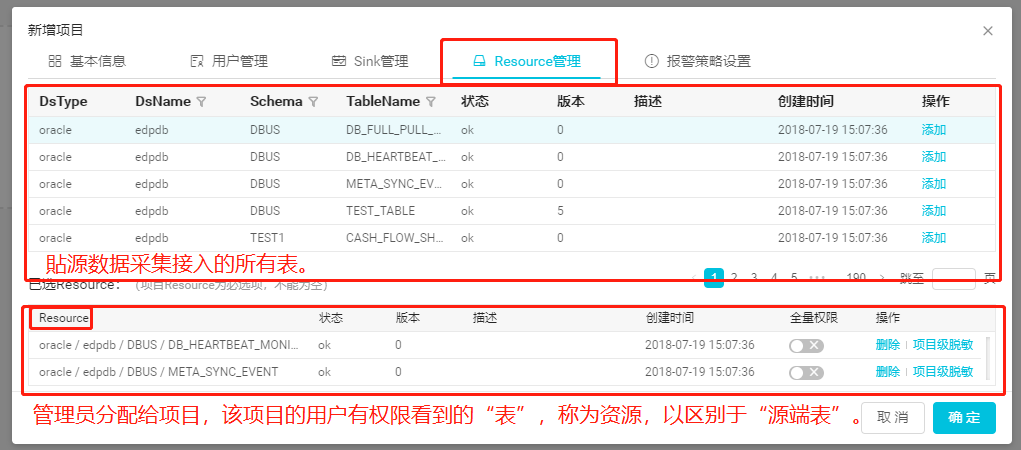 新增项目
基本信息 用户管理 Sink管理 Resource管理 报警策略设置
DsType DsName Schema TableName 状态 版本 描述 创建时间 操作
oracle edpdb DBUS DB_FULL_PULL_... ok 0 2018-07-19 15:07:36 添加
oracle edpdb DBUS DB_HEARTBEAT_... ok 0 2018-07-19 15:07:36 添加
oracle edpdb DBUS META_SYNC_EV... ok 0 2018-07-19 15:07:36 添加
oracle edpdb DBUS TEST_TABLE ok 5 2018-07-19 15:07:36 添加
oracle edpdb TEST1 CASH_FLOW_SH... ok 0 2018-07-19 15:07:36 添加
貼源数据采集接入的所有表。
1 2 3 4 5 ••• 190 跳至 页
已选Resource： (项目Resource为必选项，不能为空)
Resource 状态 版本 描述 创建时间 全量权限 操作
oracle / edpdb / DBUS / DB_HEARTBEAT_MONI... ok 0 2018-07-19 15:07:36 删除 项目级脱敏
oracle / edpdb / DBUS / META_SYNC_EVENT ok 0 2018-07-19 15:07:36 删除 项目级脱敏
管理员分配给项目，该项目的用户有权限看到的“表”，称为资源，以区别于“源端表”。
取 消 确 定